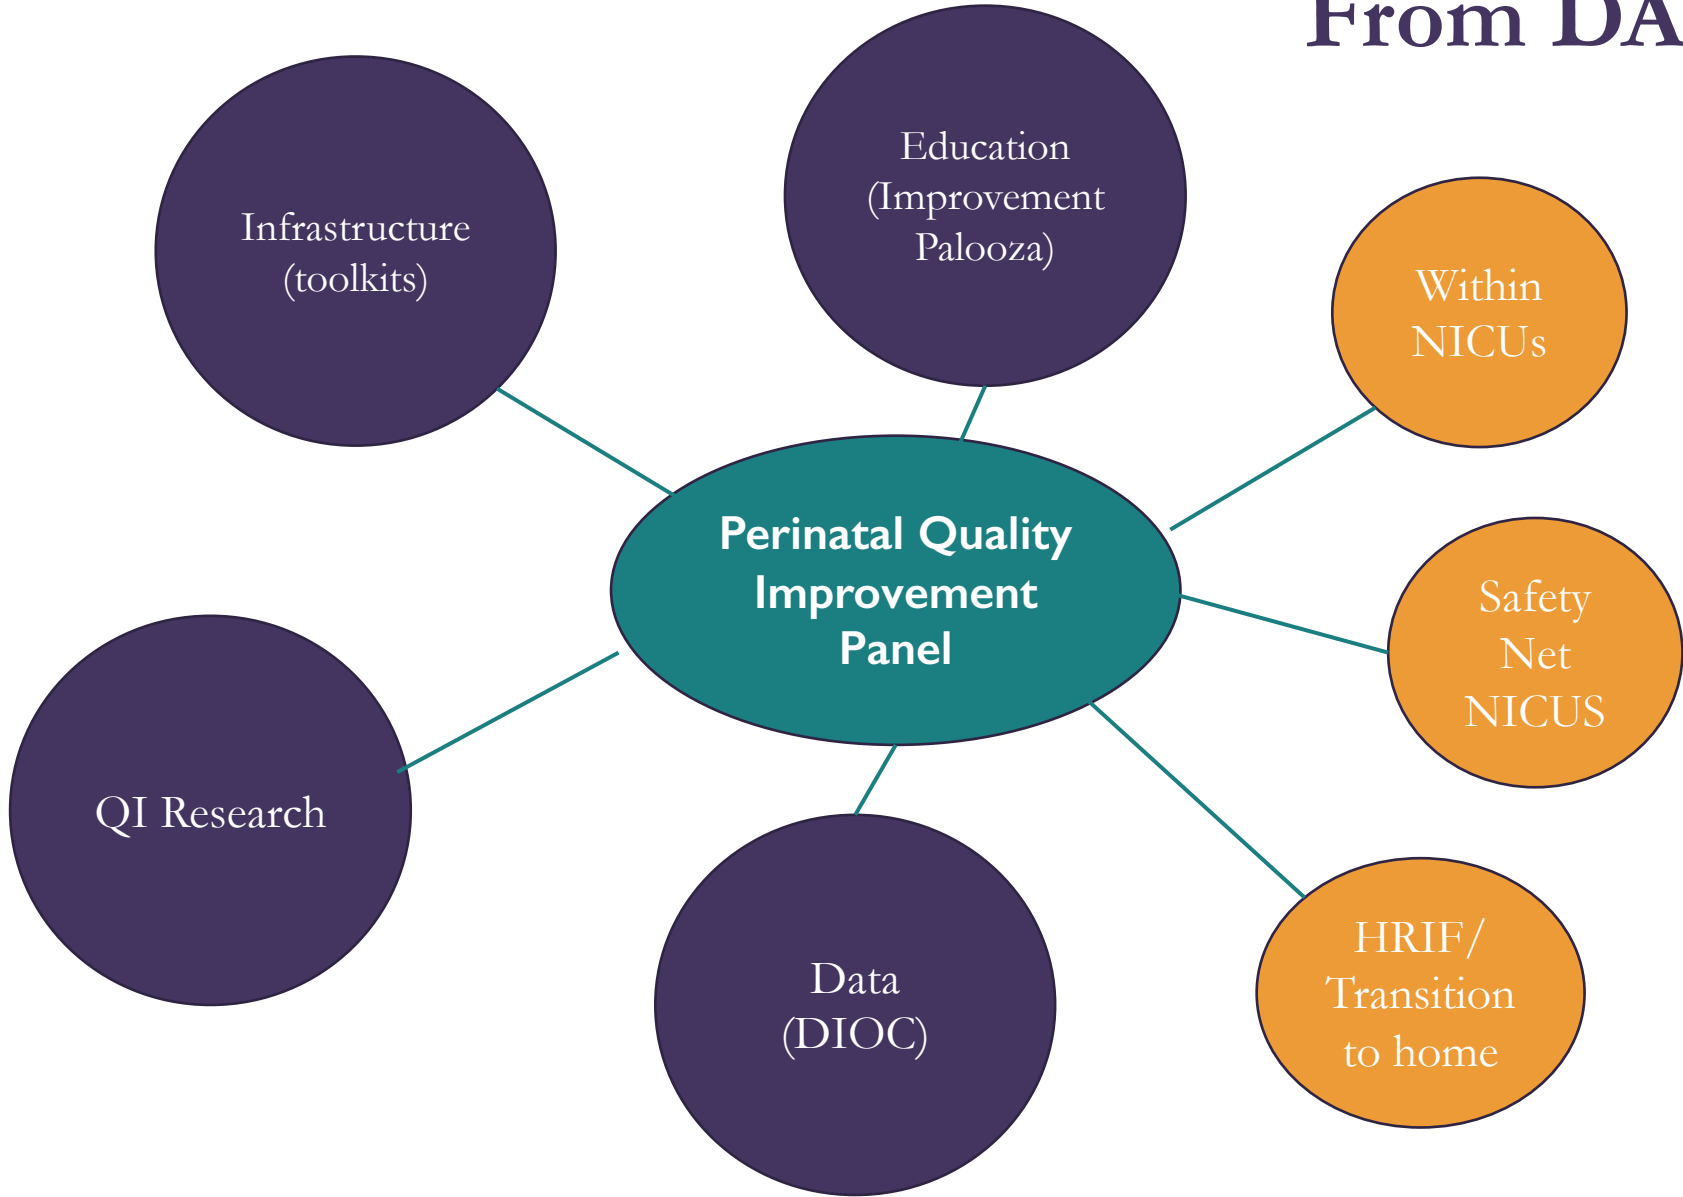 From DA
Infrastructure
(toolkits)
Education
(Improvement
Palooza)
Within
NICUs
Perinatal Quality
Improvement
Panel
Safety
Net
NICUS
QI Research
Data
(DIOC)
HRIF/
Transition
to home